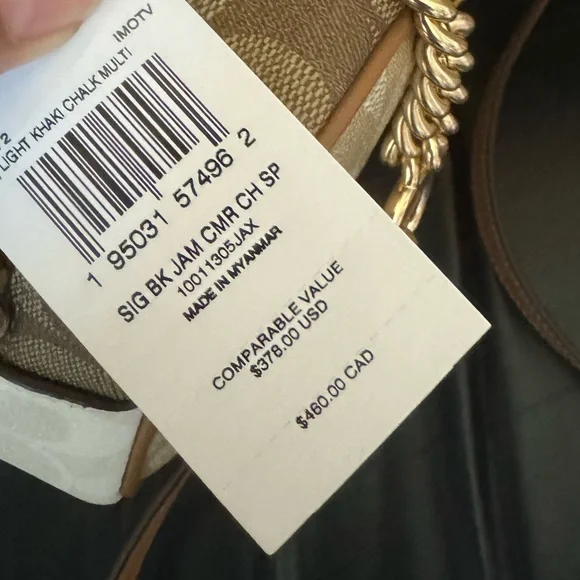 IMOTV
2
LIGHT KHAKI CHALK MULTI
1 95031 57496 2
SIG BK JAM CMR CH SP
10011305JAX
MADE IN MYANMAR
COMPARABLE VALUE
$378.00 USD
$460.00 CAD